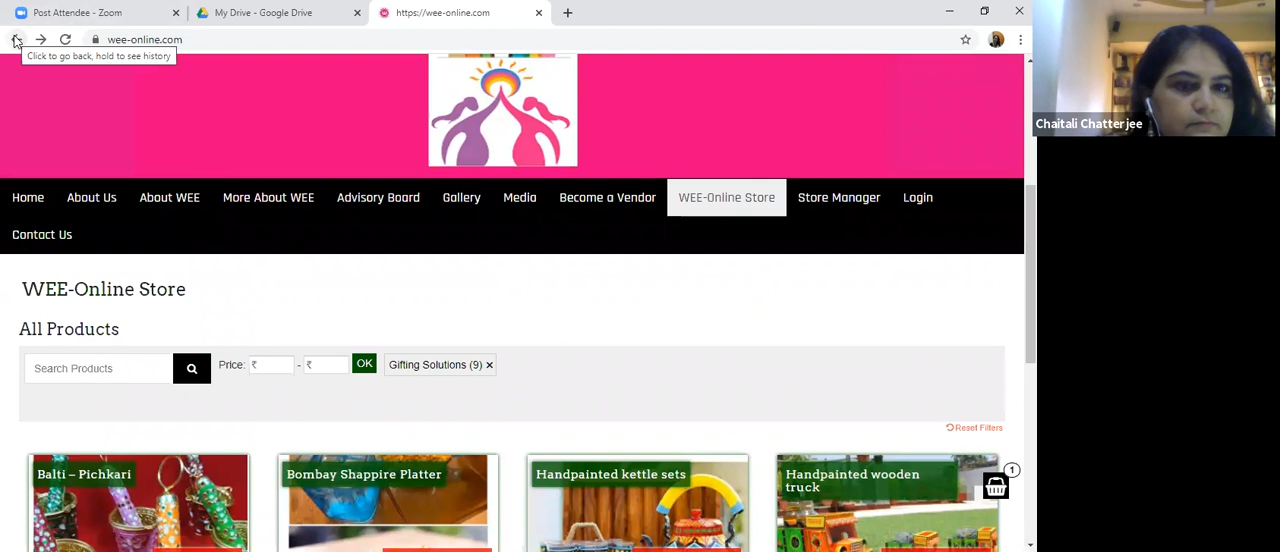 Post Attendee - Zoom
My Drive - Google Drive
https://wee-online.com
wee-online.com
Click to go back, hold to see history
Chaitali Chatterjee
Home
About Us
About WEE
More About WEE
Advisory Board
Gallery
Media
Become a Vendor
WEE-Online Store
Store Manager
Login
Contact Us
WEE-Online Store
All Products
Search Products
Price: ₹ - ₹ OK
Gifting Solutions (9) ×
Reset Filters
Balti – Pichkari
Bombay Shappire Platter
Handpainted kettle sets
Handpainted wooden
truck
1